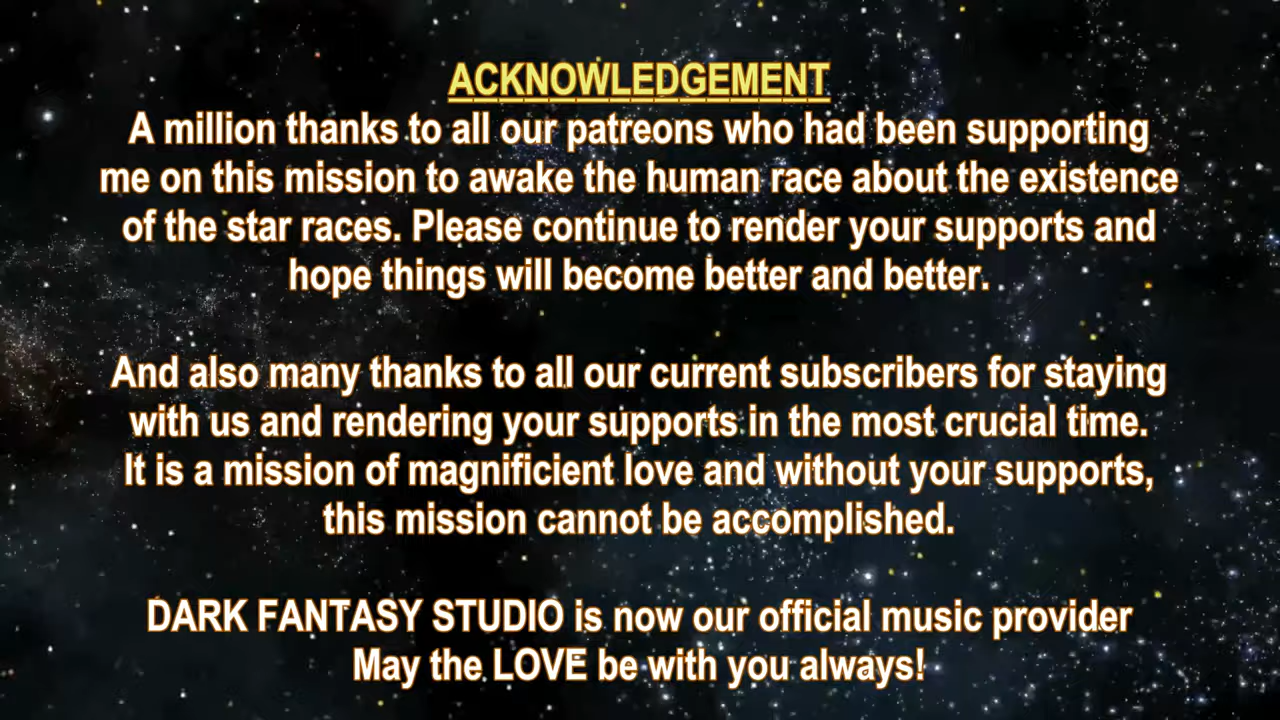 ACKNOWLEDGEMENT
A million thanks to all our patreons who had been supporting
me on this mission to awake the human race about the existence
of the star races. Please continue to render your supports and
hope things will become better and better.
And also many thanks to all our current subscribers for staying
with us and rendering your supports in the most crucial time.
It is a mission of magnificient love and without your supports,
this mission cannot be accomplished.
DARK FANTASY STUDIO is now our official music provider
May the LOVE be with you always!